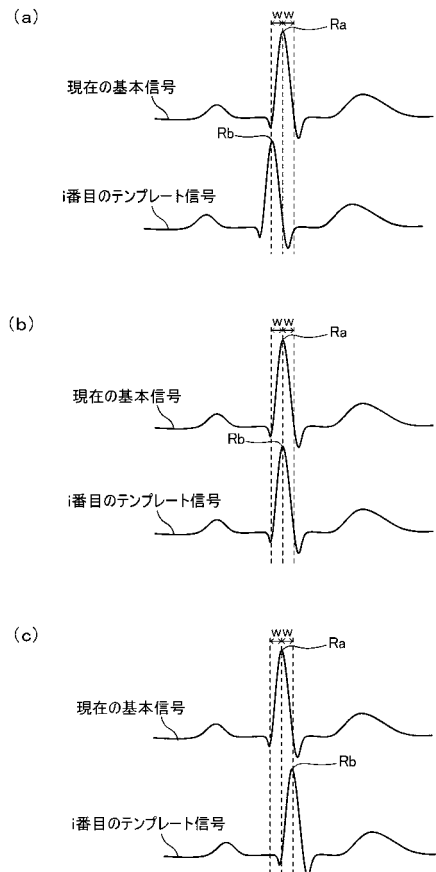 (a)
w w
Ra
現在の基本信号
Rb
i番目のテンプレート信号
(b)
w w
Ra
現在の基本信号
Rb
i番目のテンプレート信号
(c)
w w
Ra
現在の基本信号
Rb
i番目のテンプレート信号